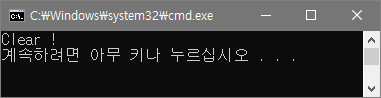 C:₩Windows₩system32₩cmd.exe
Clear !
계속하려면 아무 키나 누르십시오 . . .